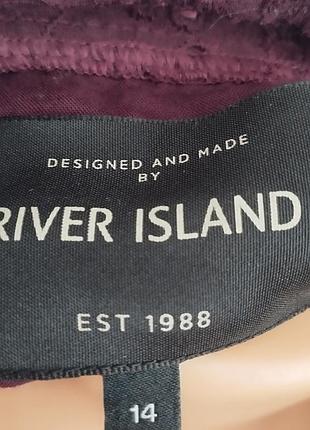 DESIGNED AND MADE
BY
RIVER ISLAND
EST 1988
14